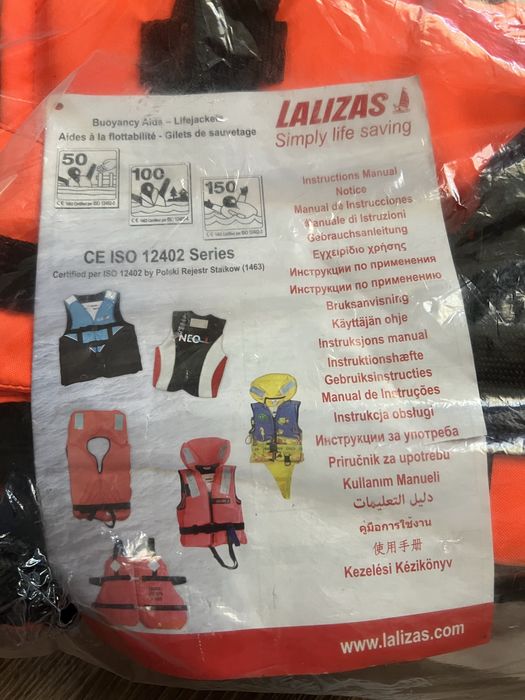 Buoyancy Aids – Lifejackets
Aides à la flottabilité - Gilets de sauvetage
LALIZAS
Simply life saving
50
100
150
CE ISO 12402 Series
Certified per ISO 12402 by Polski Rejestr Statkow (1463)
Instructions Manual
Notice
Manual de Instrucciones
Manuale di Istruzioni
Gebrauchsanleitung
Εγχειρίδιο χρήσης
Инструкции по применения
Инструкции по применению
Bruksanvisning
Käyttäjän ohje
Instruksjons manual
Instruktionshæfte
Gebruiksinstructies
Manual de Instruções
Instrukcja obsługi
Инструкции за употреба
Priručnik za upotrebu
Kullanım Manueli
دليل التعليمات
คู่มือการใช้งาน
使用手册
Kezelési Kézikönyv
NEO
www.lalizas.com